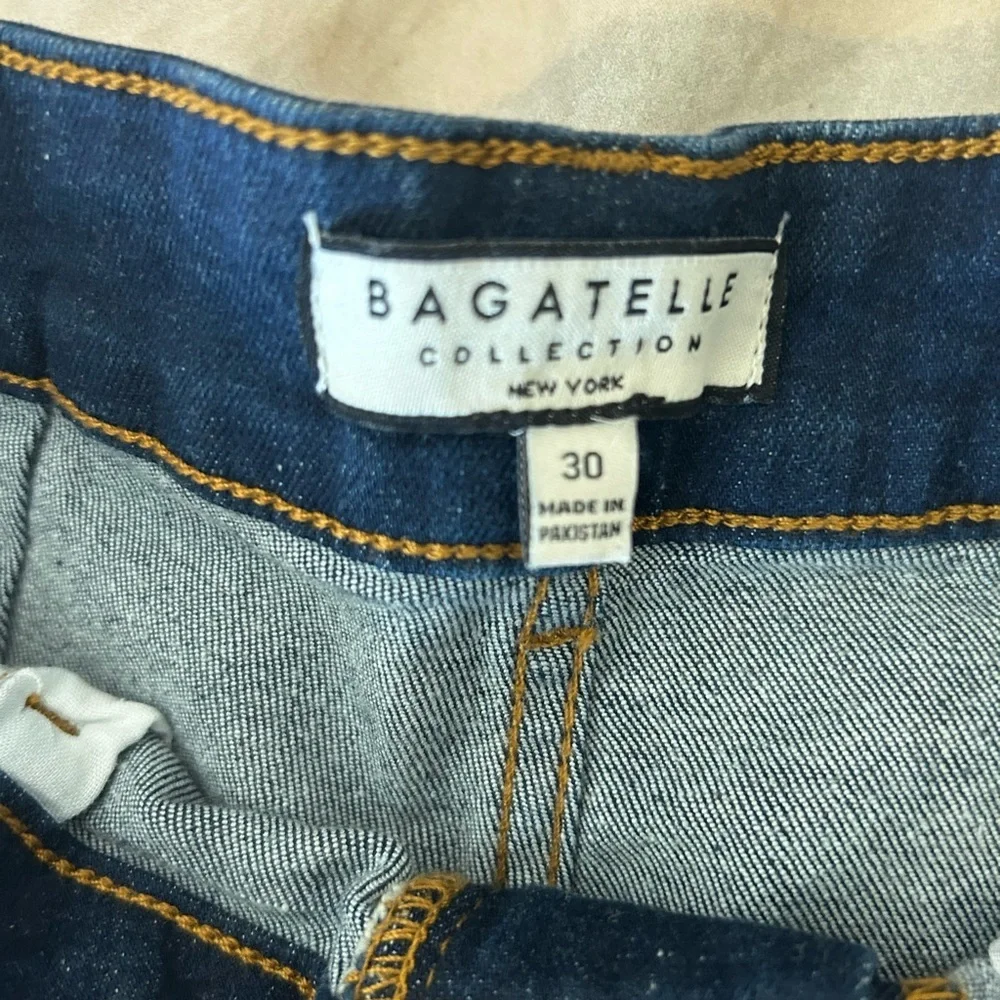 BAGATELLE
COLLECTION
NEW YORK
30
MADE IN
PAKISTAN